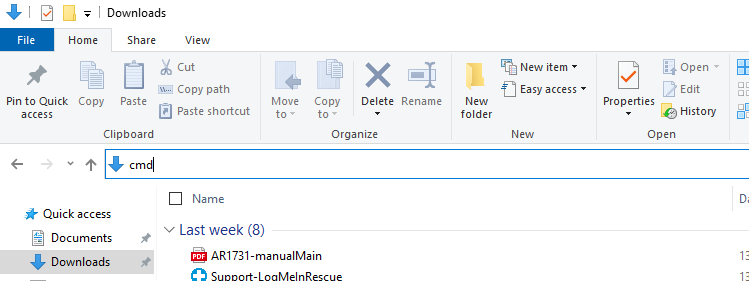 Downloads
File
Home
Share
View
Pin to Quick
access
Copy
Paste
Cut
Copy path
Paste shortcut
Clipboard
Move
to
Copy
to
Delete
Rename
Organize
New
folder
New item
Easy access
New
Properties
Open
Edit
History
Open
cmd
Name
Quick access
Last week (8)
Documents
AR1731-manualMain
13
Downloads
Support-LogMeInRescue
13